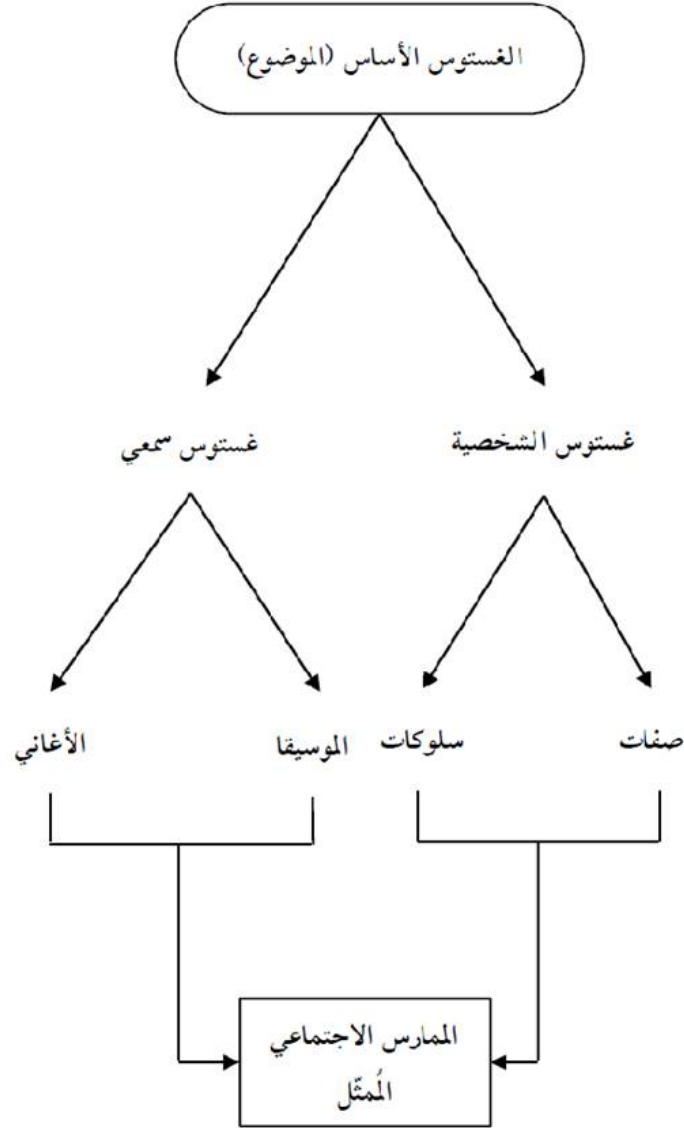 الغستوس الأساس (الموضوع)
غستوس الشخصية
غستوس سمعي
صفات
سلوكات
الموسيقا
الأغاني
الممارس الاجتماعي
المُمثّل